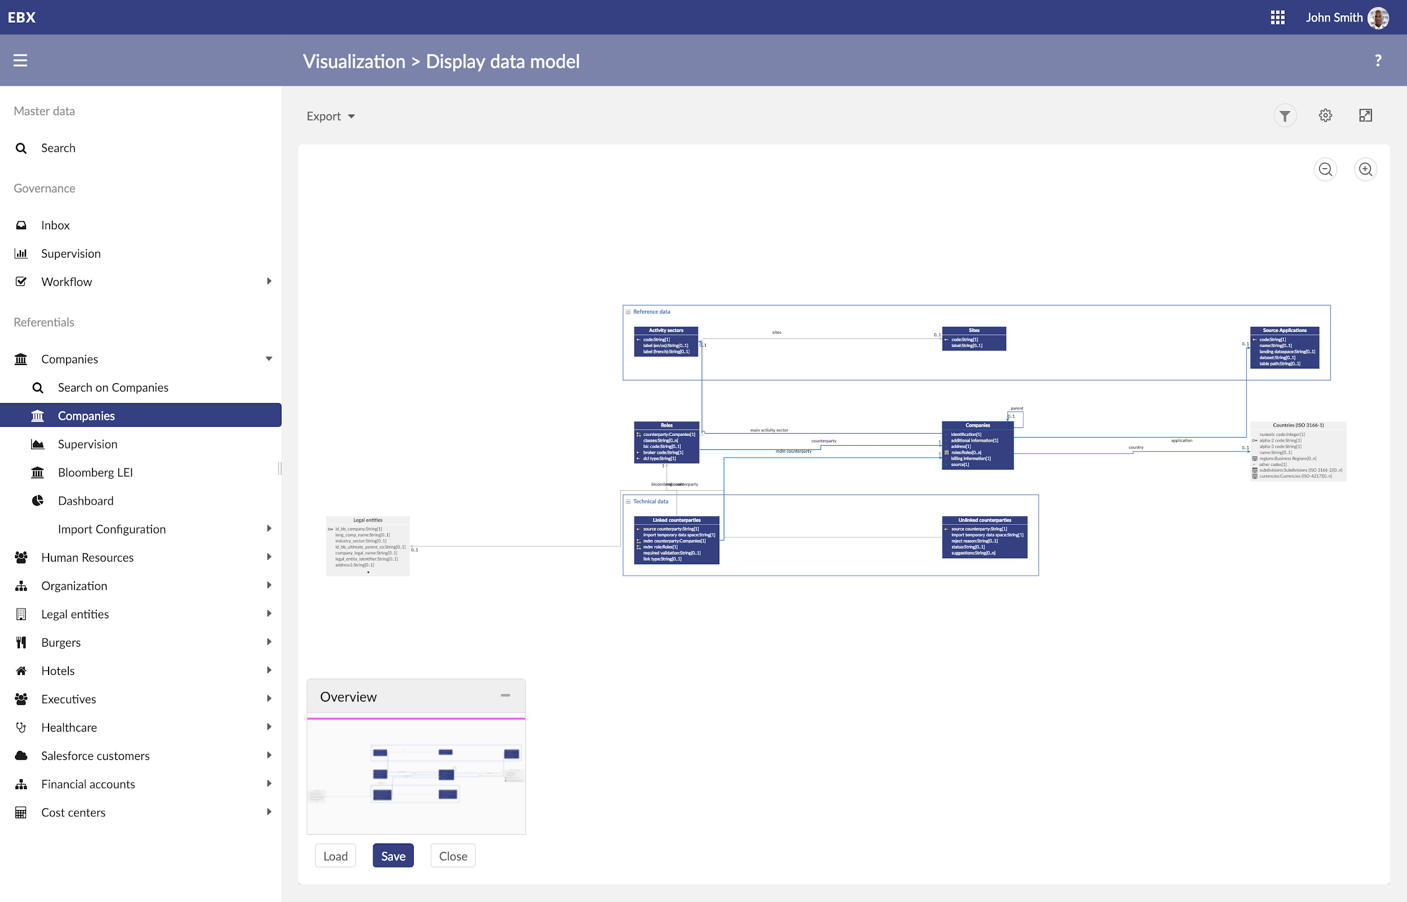 EBX
John Smith
Visualization > Display data model
?
Master data
Search
Governance
Inbox
Supervision
Workflow
Referentials
Companies
Search on Companies
Companies
Supervision
Bloomberg LEI
Dashboard
Import Configuration
Human Resources
Organization
Legal entities
Burgers
Hotels
Executives
Healthcare
Salesforce customers
Financial accounts
Cost centers
Export
Reference data
Activity sectors
code:String[1]
label (en/us):String[0..1]
label (french):String[0..1]
0..1
sites
0..1
Sites
code:String[1]
label:String[0..1]
0..1
Source Applications
code:String[1]
name:String[0..1]
landing dataspace:String[0..1]
dataset:String[0..1]
table path:String[0..1]
Roles
counterparty:Companies[1]
classes:String[0..n]
bic code:String[0..1]
broker code:String[0..1]
dcf type:String[1]
main activity sector
counterparty
mdm counterparty
parent
0..1
Companies
identification[1]
additional information[1]
address[1]
roles:Roles[0..n]
billing information[1]
source[1]
application
country
0..1
Countries (ISO 3166-1)
numeric code:Integer[1]
alpha-2 code:String[1]
alpha-3 code:String[1]
name:String[0..1]
regions:Business Regions[0..n]
other codes[1]
subdivisions:Subdivisions (ISO 3166-2)[0..n]
currencies:Currencies (ISO-4217)[0..n]
Technical data
Linked counterparties
source counterparty:String[1]
import temporary data space:String[1]
mdm counterparty:Companies[1]
mdm role:Roles[1]
required validation:String[0..1]
link type:String[0..1]
Unlinked counterparties
source counterparty:String[1]
import temporary data space:String[1]
reject reason:String[0..1]
status:String[0..1]
suggestions:String[0..n]
Legal entities
id_bb_company:String[1]
long_comp_name:String[0..1]
industry_sector:String[0..1]
id_bb_ultimate_parent_co:String[0..1]
company_legal_name:String[0..1]
legal_entity_identifier:String[0..1]
address1:String[0..1]
0..1
Overview
Load
Save
Close